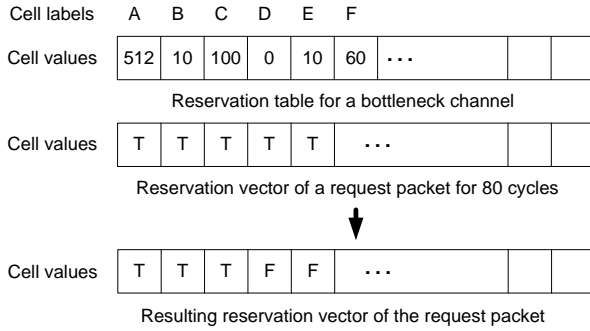 Cell labels A B C D E F
Cell values 512 10 100 0 10 60 ...
Reservation table for a bottleneck channel
Cell values T T T T T ...
Reservation vector of a request packet for 80 cycles
Cell values T T T F F ...
Resulting reservation vector of the request packet